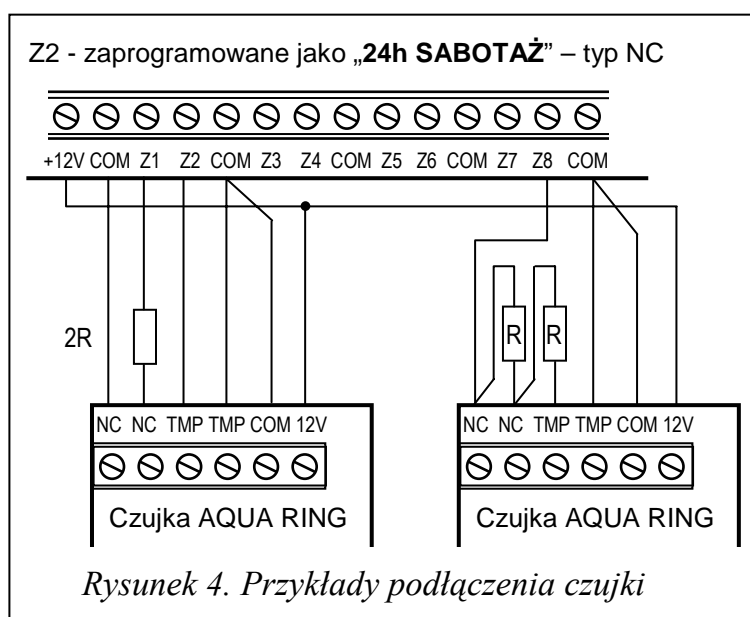 Z2 - zaprogramowane jako „24h SABOTAŻ” – typ NC
+12V COM Z1 Z2 COM Z3 Z4 COM Z5 Z6 COM Z7 Z8 COM
2R
R R
NC NC TMP TMP COM 12V
NC NC TMP TMP COM 12V
Czujka AQUA RING
Czujka AQUA RING
Rysunek 4. Przykłady podłączenia czujki